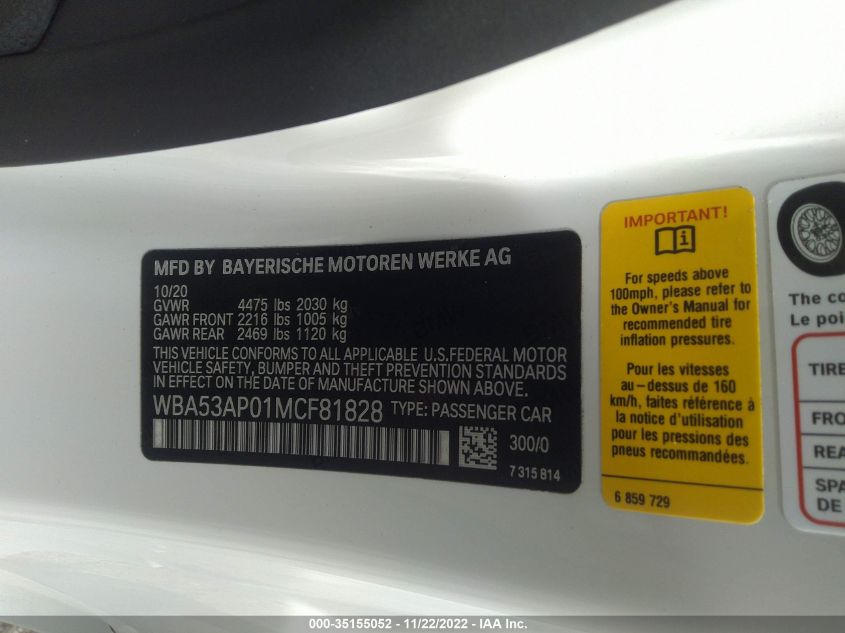 MFD BY BAYERISCHE MOTOREN WERKE AG
10/20
GVWR 4475 lbs 2030 kg
GAWR FRONT 2216 lbs 1005 kg
GAWR REAR 2469 lbs 1120 kg
THIS VEHICLE CONFORMS TO ALL APPLICABLE U.S.FEDERAL MOTOR
VEHICLE SAFETY, BUMPER AND THEFT PREVENTION STANDARDS
IN EFFECT ON THE DATE OF MANUFACTURE SHOWN ABOVE.
WBA53AP01MCF81828 TYPE: PASSENGER CAR
300/0
7 315 814
IMPORTANT!
For speeds above
100mph, please refer to
the Owner's Manual for
recommended tire
inflation pressures.
Pour les vitesses
au-dessus de 160
km/h, faites référence à
la notice d'utilisation
pour les pressions des
pneus recommandées.
6 859 729
The co
Le poi
TIRE
FRO
REA
SPA
DE
000-35155052 - 11/22/2022 - IAA Inc.